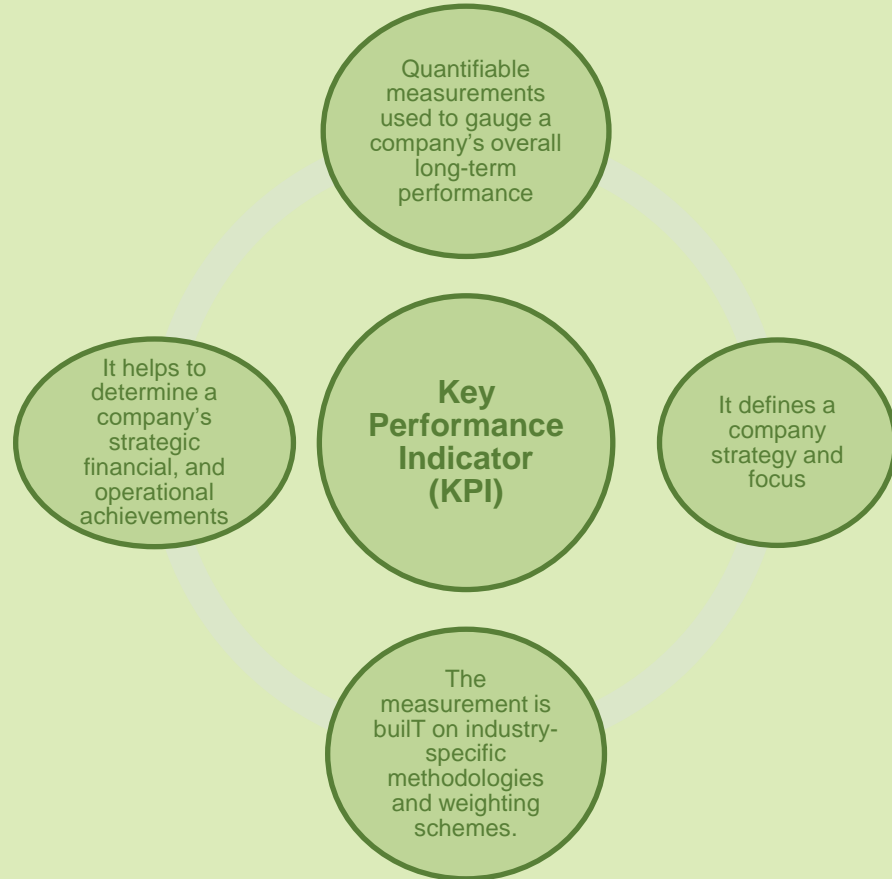 Quantifiable
measurements
used to gauge a
company’s overall
long-term
performance
It helps to
determine a
company’s
strategic
financial, and
operational
achievements
Key
Performance
Indicator
(KPI)
It defines a
company
strategy and
focus
The
measurement is
builT on industry-
specific
methodologies
and weighting
schemes.